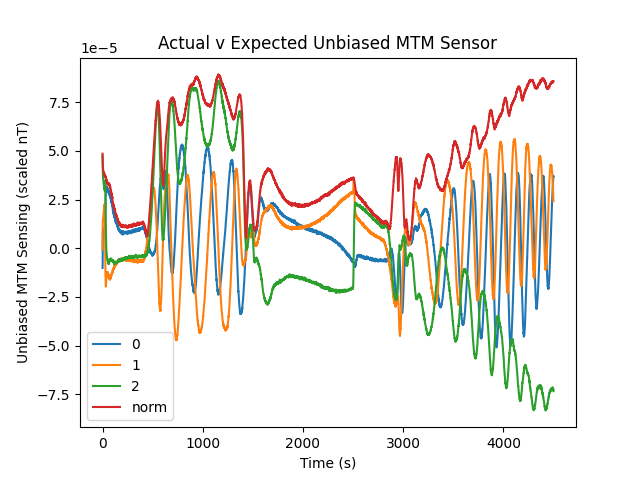 Actual v Expected Unbiased MTM Sensor
1e−5
Unbiased MTM Sensing (scaled nT)
7.5
5.0
2.5
0.0
−2.5
−5.0
−7.5
0
1
2
norm
0 1000 2000 3000 4000
Time (s)